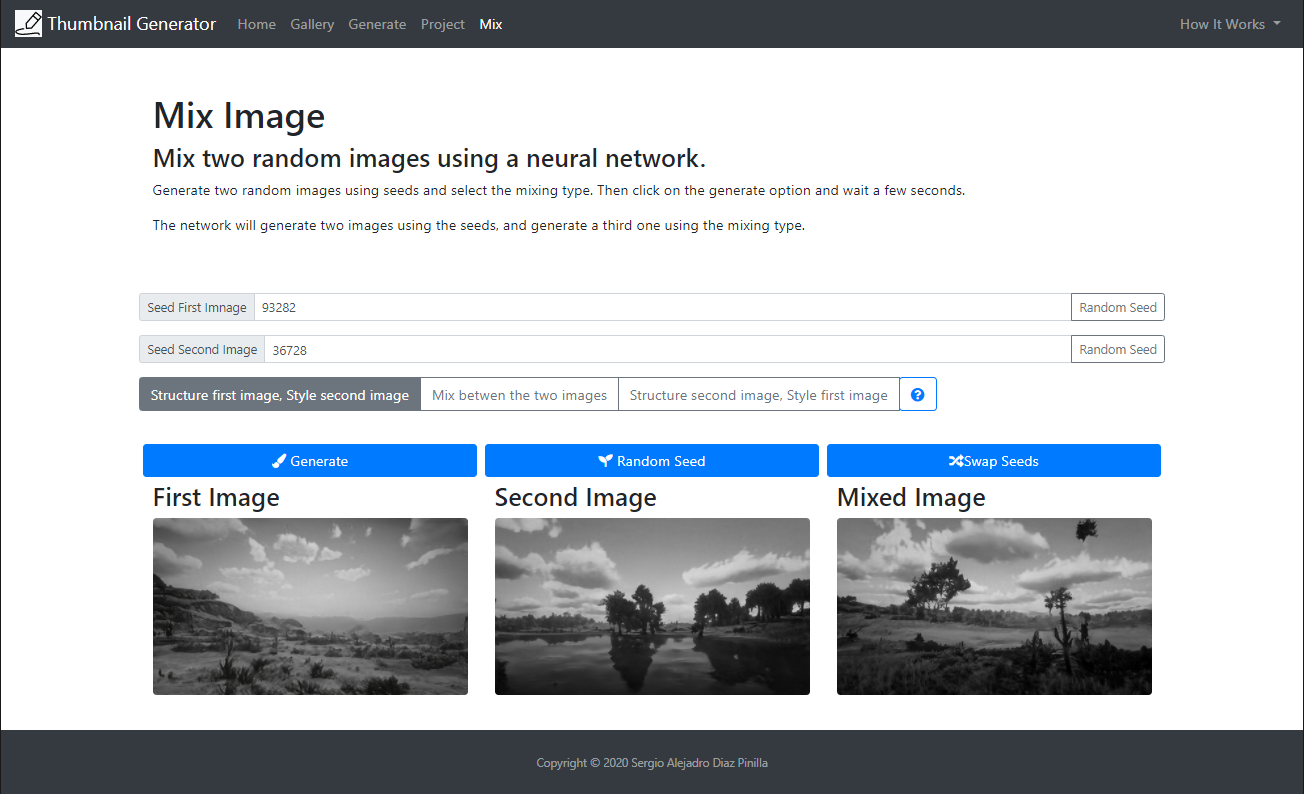 Thumbnail Generator Home Gallery Generate Project Mix How It Works
Mix Image
Mix two random images using a neural network.
Generate two random images using seeds and select the mixing type. Then click on the generate option and wait a few seconds.
The network will generate two images using the seeds, and generate a third one using the mixing type.
Seed First Imnage 93282 Random Seed
Seed Second Image 36728 Random Seed
Structure first image, Style second image Mix betwen the two images Structure second image, Style first image ?
Generate Random Seed Swap Seeds
First Image Second Image Mixed Image
Copyright © 2020 Sergio Alejadro Diaz Pinilla